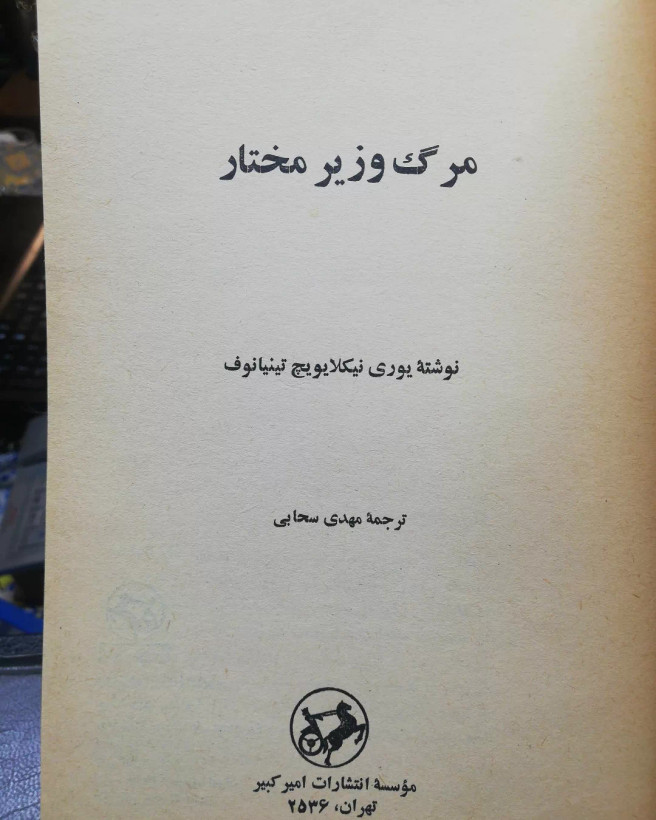 مرگ وزیر مختار
نوشتهٔ یوری نیکلایویچ تینیانوف
ترجمهٔ مهدی سحابی
مؤسسهٔ انتشارات امیرکبیر
تهران، ۲۵۳۶